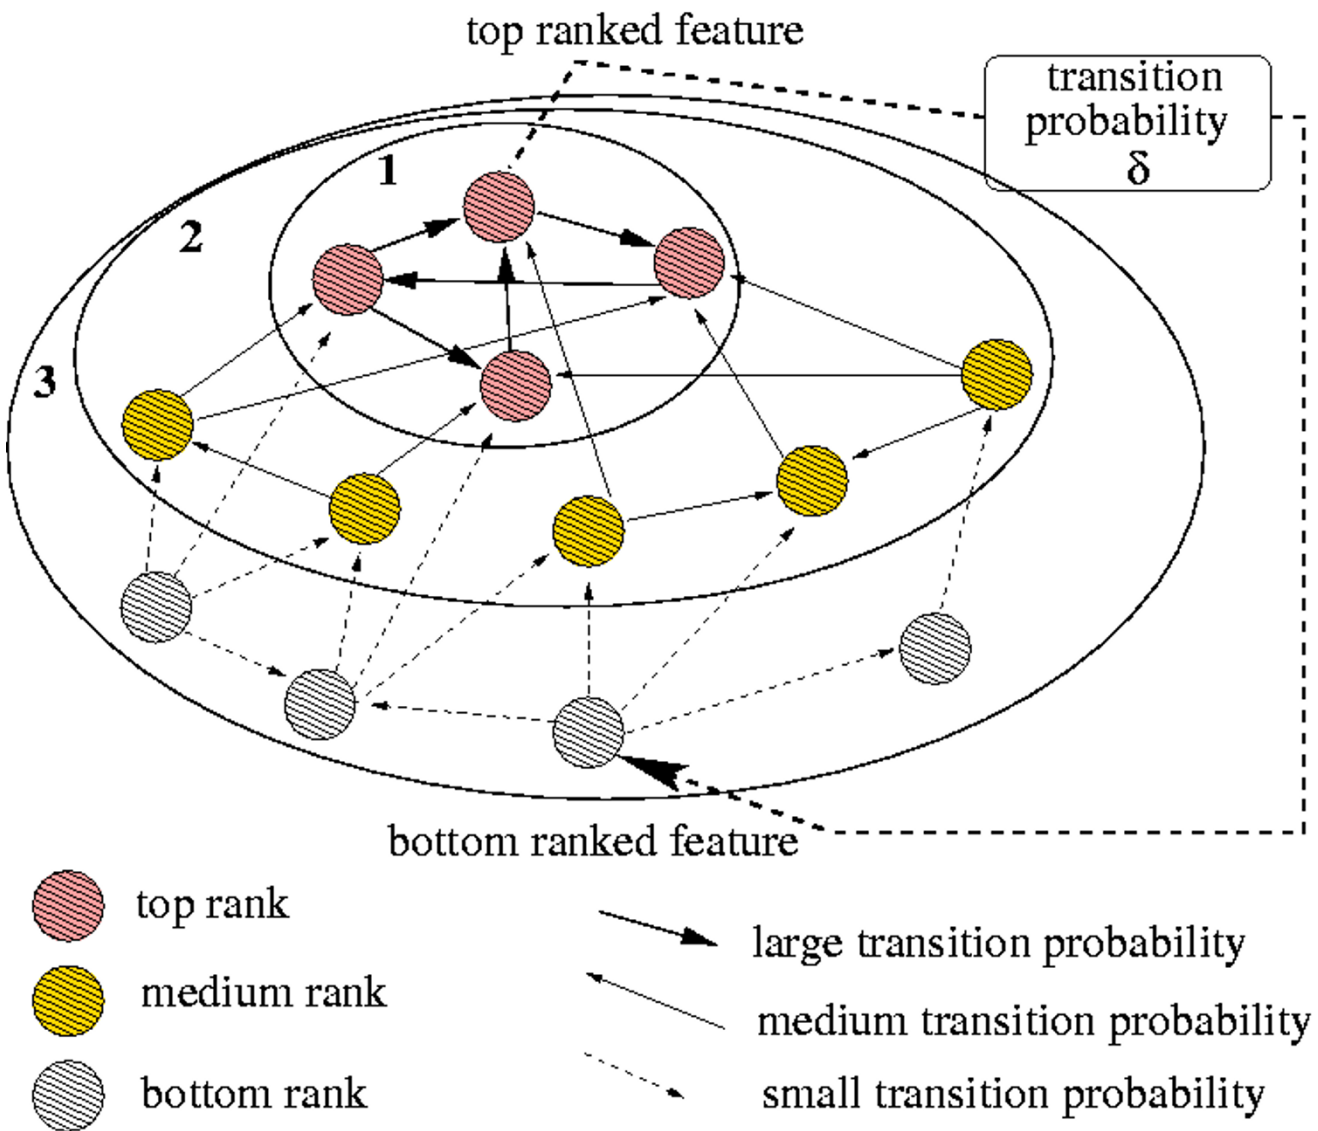 top ranked feature
transition
probability
δ
1
2
3
bottom ranked feature
top rank
large transition probability
medium rank
medium transition probability
bottom rank
small transition probability